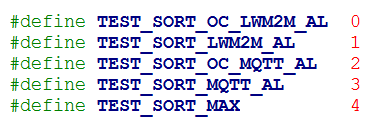 #define TEST_SORT_OC_LWM2M_AL 0
#define TEST_SORT_LWM2M_AL 1
#define TEST_SORT_OC_MQTT_AL 2
#define TEST_SORT_MQTT_AL 3
#define TEST_SORT_MAX 4